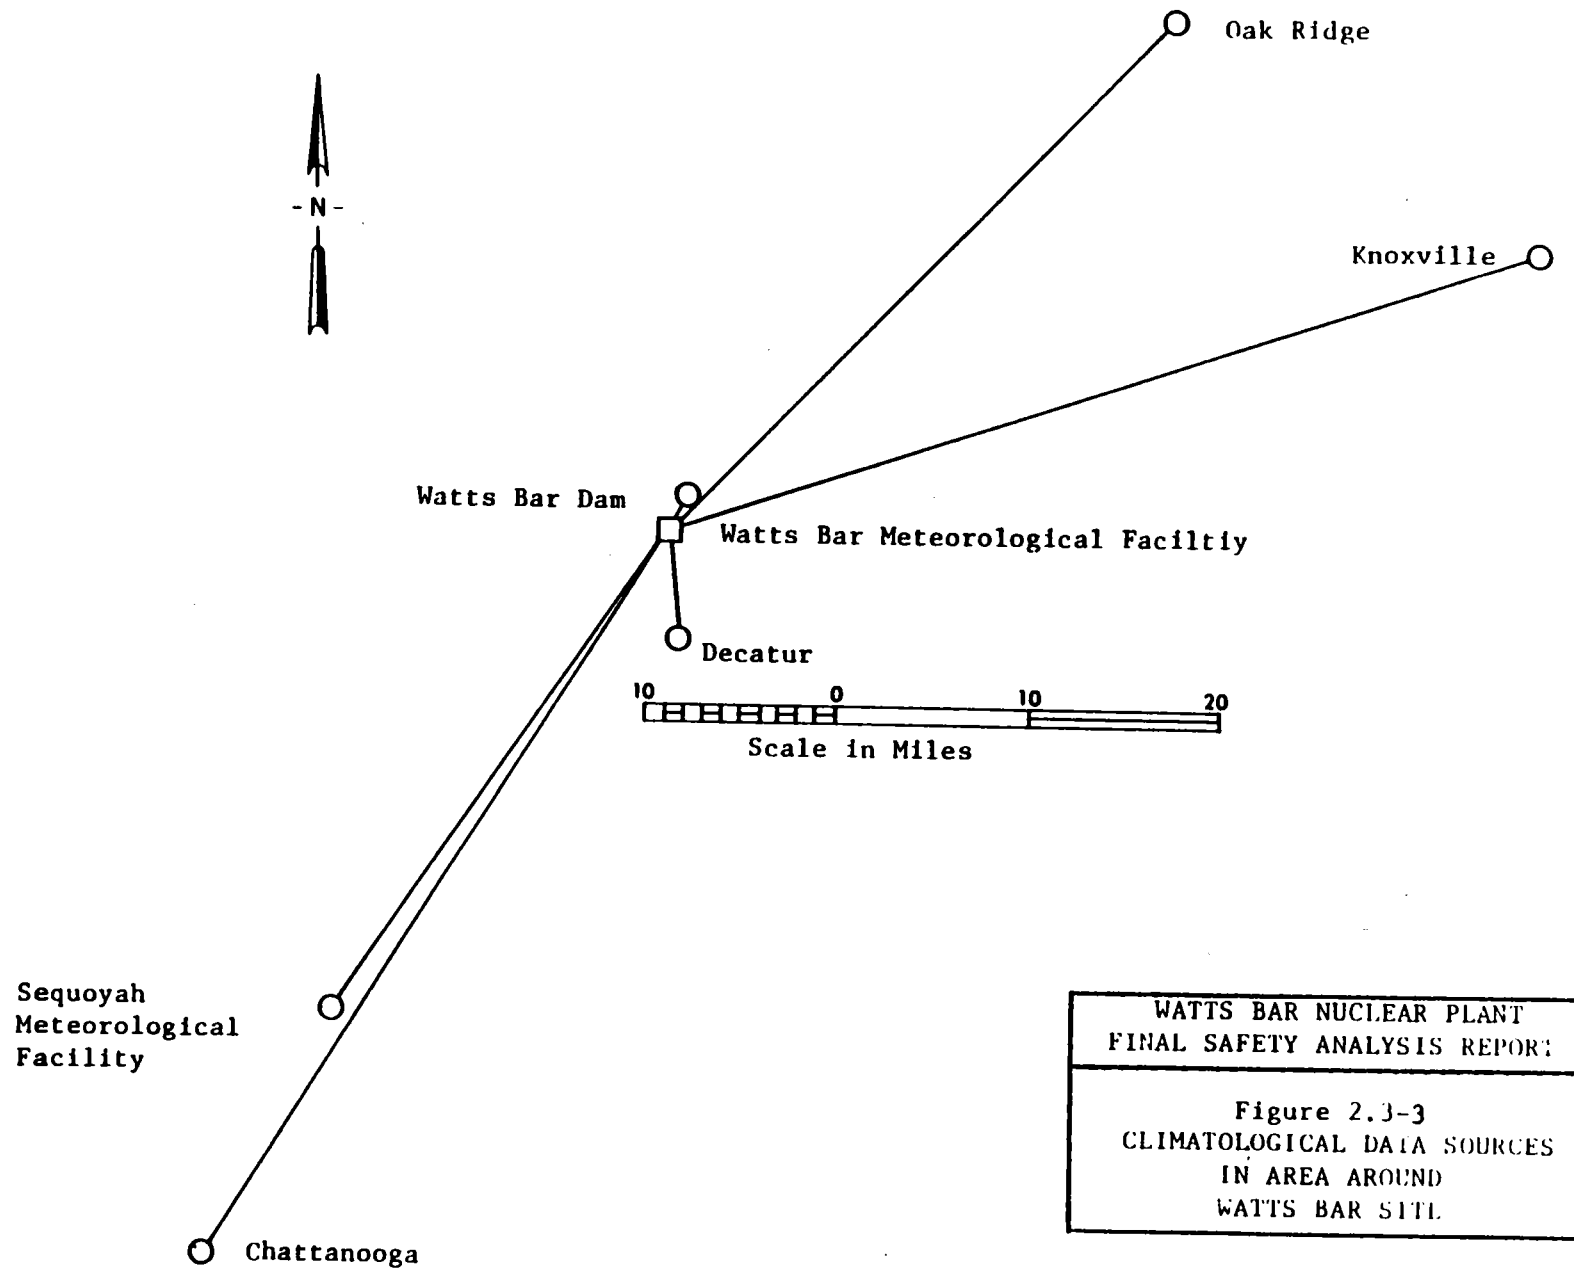 Oak Ridge
- N -
Knoxville
Watts Bar Dam
Watts Bar Meteorological Faciltiy
Decatur
10 0 10 20
Scale in Miles
Sequoyah
Meteorological
Facility
Chattanooga
WATTS BAR NUCLEAR PLANT
FINAL SAFETY ANALYSIS REPORT
Figure 2.3-3
CLIMATOLOGICAL DATA SOURCES
IN AREA AROUND
WATTS BAR SITE